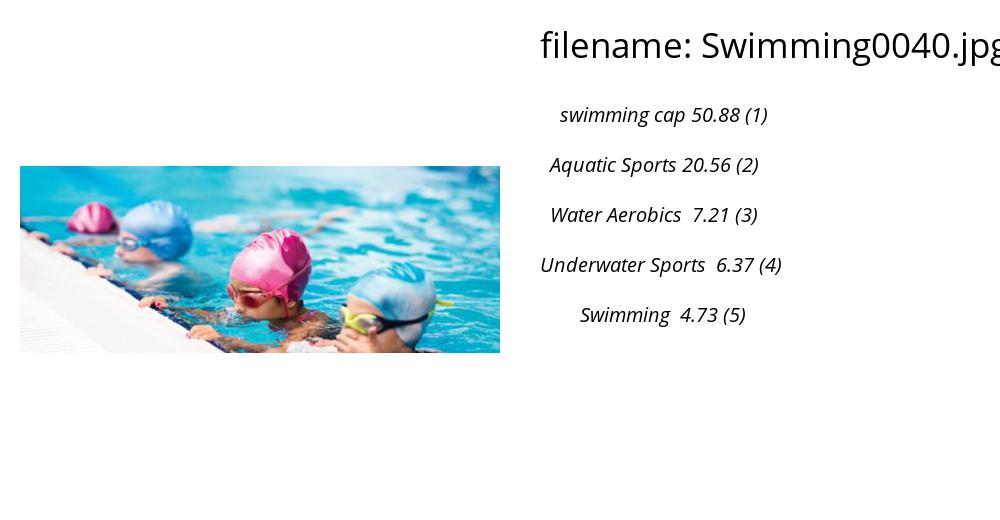 filename: Swimming0040.jpg
swimming cap 50.88 (1)
Aquatic Sports 20.56 (2)
Water Aerobics 7.21 (3)
Underwater Sports 6.37 (4)
Swimming 4.73 (5)